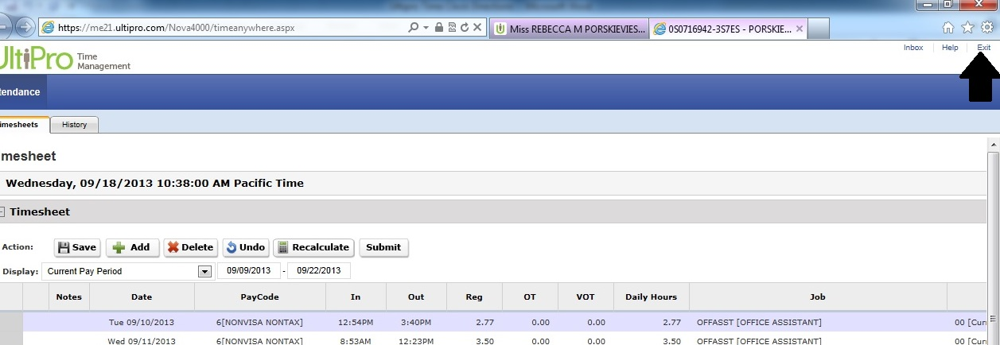 https://me21.ultipro.com/Nova4000/timeanywhere.aspx
Miss REBECCA M PORSKIEVIES...
0S0716942-3S7ES - PORSKIE...
UltiPro Time Management
Inbox Help Exit
tendance
imesheets History
mesheet
Wednesday, 09/18/2013 10:38:00 AM Pacific Time
Timesheet
Action: Save Add Delete Undo Recalculate Submit
Display: Current Pay Period 09/09/2013 - 09/22/2013
Notes Date PayCode In Out Reg OT VOT Daily Hours Job
Tue 09/10/2013 6[NONVISA NONTAX] 12:54PM 3:40PM 2.77 0.00 0.00 2.77 OFFASST [OFFICE ASSISTANT] 00 [Curr
Wed 09/11/2013 6[NONVISA NONTAX] 8:53AM 12:23PM 3.50 0.00 0.00 3.50 OFFASST [OFFICE ASSISTANT] 00 [Curr